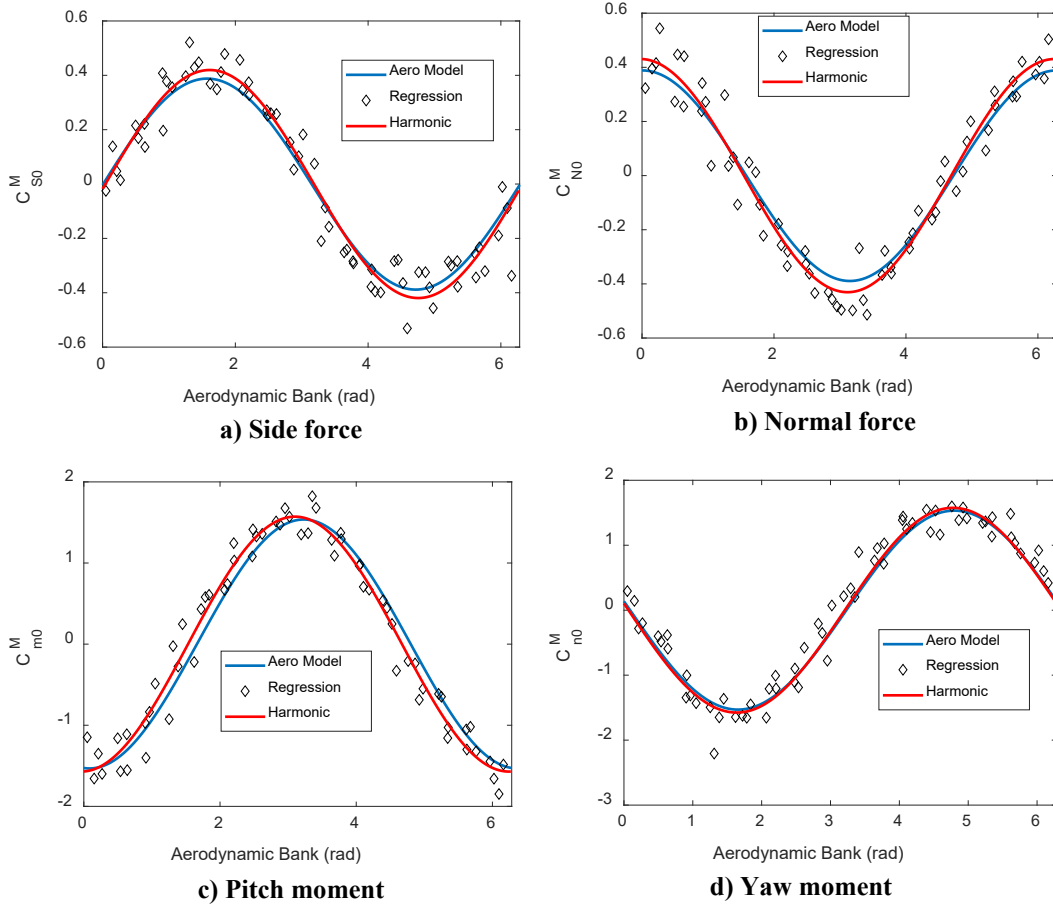 0.6
0.4
0.2
0
-0.2
-0.4
-0.6
C^M_S0
Aero Model
Regression
Harmonic
0 2 4 6
Aerodynamic Bank (rad)
a) Side force
0.6
0.4
0.2
0
-0.2
-0.4
-0.6
C^M_N0
Aero Model
Regression
Harmonic
0 2 4 6
Aerodynamic Bank (rad)
b) Normal force
2
1
0
-1
-2
C^M_m0
Aero Model
Regression
Harmonic
0 2 4 6
Aerodynamic Bank (rad)
c) Pitch moment
2
1
0
-1
-2
-3
C^M_n0
Aero Model
Regression
Harmonic
0 1 2 3 4 5 6
Aerodynamic Bank (rad)
d) Yaw moment